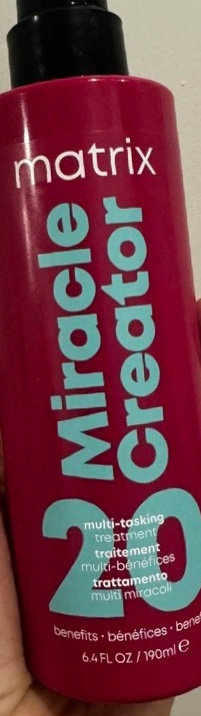 matrix
Miracle
Creator
20
multi-tasking
treatment
traitement
multi-bénéfices
trattamento
multi miracoli
benefits · bénéfices ·
6.4 FL OZ / 190ml e